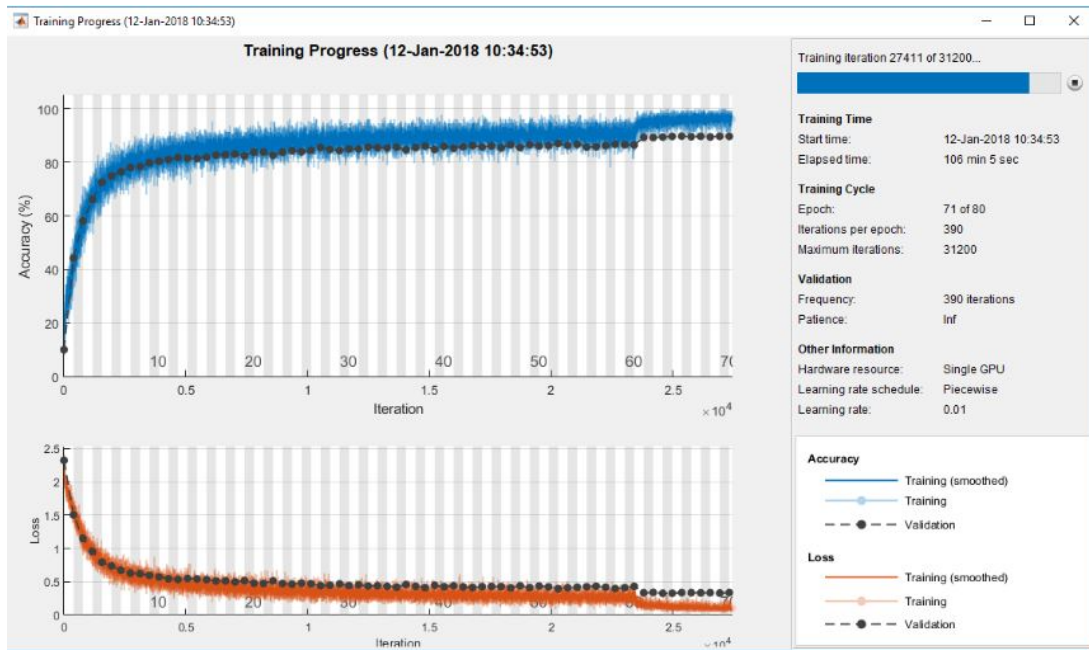 Training Progress (12-Jan-2018 10:34:53)
Training Progress (12-Jan-2018 10:34:53)
100
80
60
40
20
0
Accuracy (%)
10 20 30 40 50 60 70
0 0.5 1 1.5 2 2.5
Iteration
×10⁴
2.5
2
1.5
1
0.5
0
Loss
10 20 30 40 50 60 70
0 0.5 1 1.5 2 2.5
Iteration
×10⁴
Training iteration 27411 of 31200...
Training Time
Start time: 12-Jan-2018 10:34:53
Elapsed time: 106 min 5 sec
Training Cycle
Epoch: 71 of 80
Iterations per epoch: 390
Maximum iterations: 31200
Validation
Frequency: 390 iterations
Patience: Inf
Other Information
Hardware resource: Single GPU
Learning rate schedule: Piecewise
Learning rate: 0.01
Accuracy
Training (smoothed)
Training
Validation
Loss
Training (smoothed)
Training
Validation